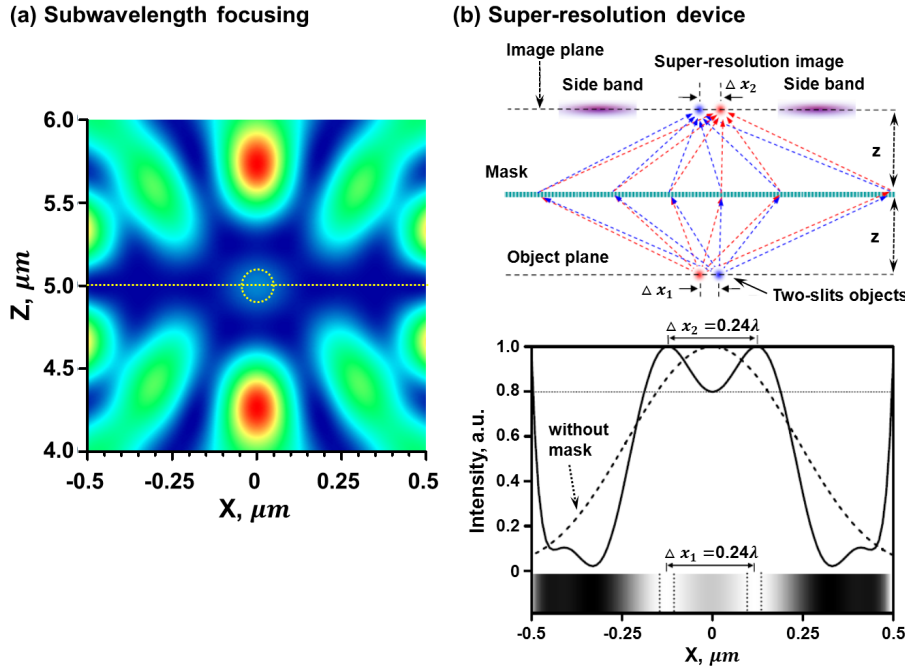 (a) Subwavelength focusing
6.0
5.6
5.0
4.6
4.0
Z, μm
-0.5
-0.25
0
0.25
0.5
X, μm
(b) Super-resolution device
Image plane
Super-resolution image
Side band
△ x₂
Side band
z
Mask
z
Object plane
△ x₁
Two-slits objects
△ x₂ =0.24λ
1.0
0.8
without
mask
0.6
0.4
0.2
0
Intensity, a.u.
△ x₁ =0.24λ
-0.5
-0.25
0
0.25
0.5
X, μm